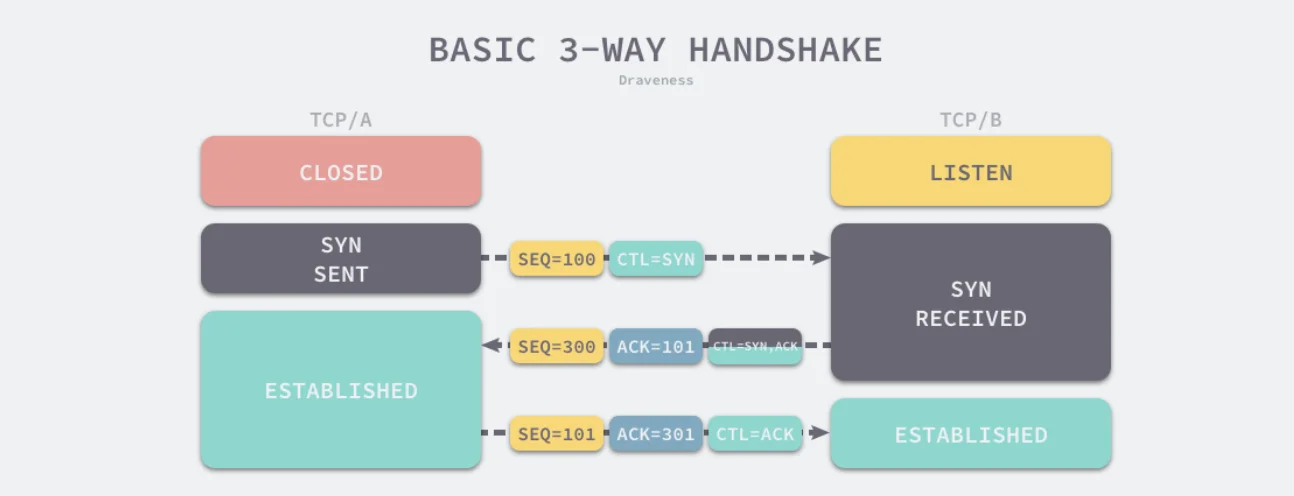 BASIC 3-WAY HANDSHAKE
Draveness
TCP/A
TCP/B
CLOSED
LISTEN
SYN
SENT
SEQ=100
CTL=SYN
SYN
RECEIVED
SEQ=300
ACK=101
CTL=SYN,ACK
ESTABLISHED
SEQ=101
ACK=301
CTL=ACK
ESTABLISHED